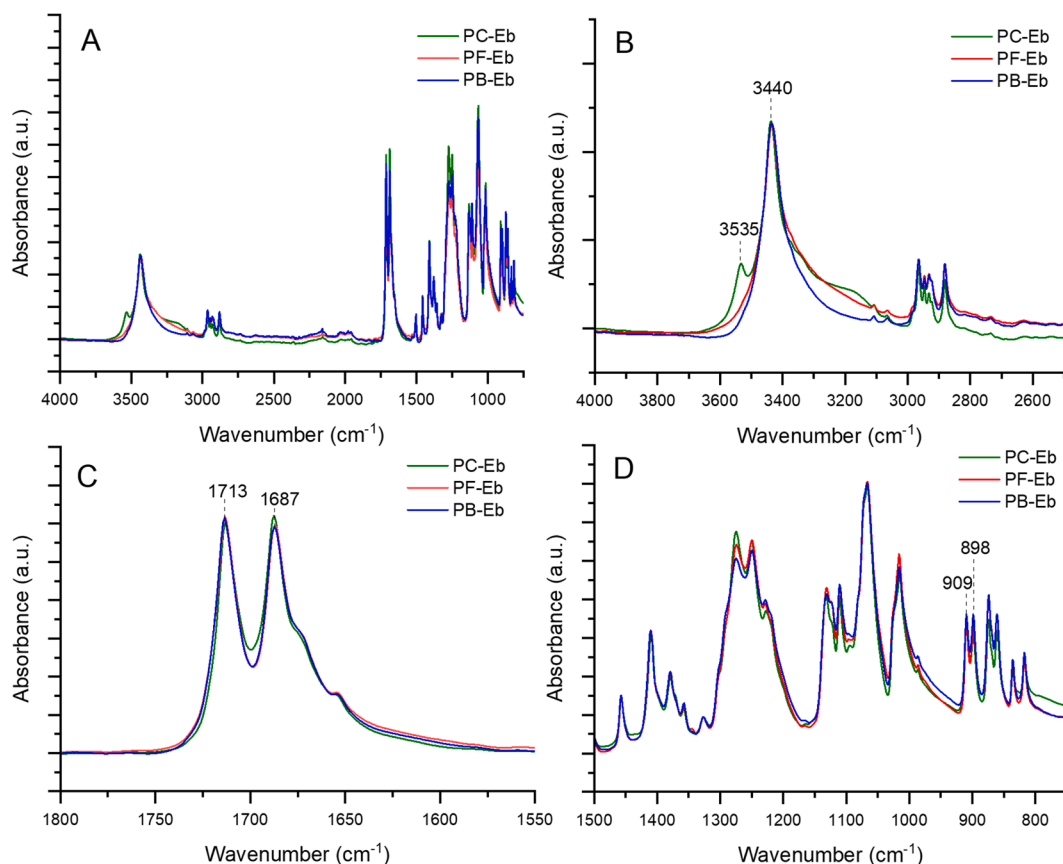 A
PC-Eb
PF-Eb
PB-Eb
Absorbance (a.u.)
4000 3500 3000 2500 2000 1500 1000
Wavenumber (cm-1)
B
PC-Eb
PF-Eb
PB-Eb
3440
3535
Absorbance (a.u.)
4000 3800 3600 3400 3200 3000 2800 2600
Wavenumber (cm-1)
C
PC-Eb
PF-Eb
PB-Eb
1713 1687
Absorbance (a.u.)
1800 1750 1700 1650 1600 1550
Wavenumber (cm-1)
D
PC-Eb
PF-Eb
PB-Eb
898
909
Absorbance (a.u.)
1500 1400 1300 1200 1100 1000 900 800
Wavenumber (cm-1)